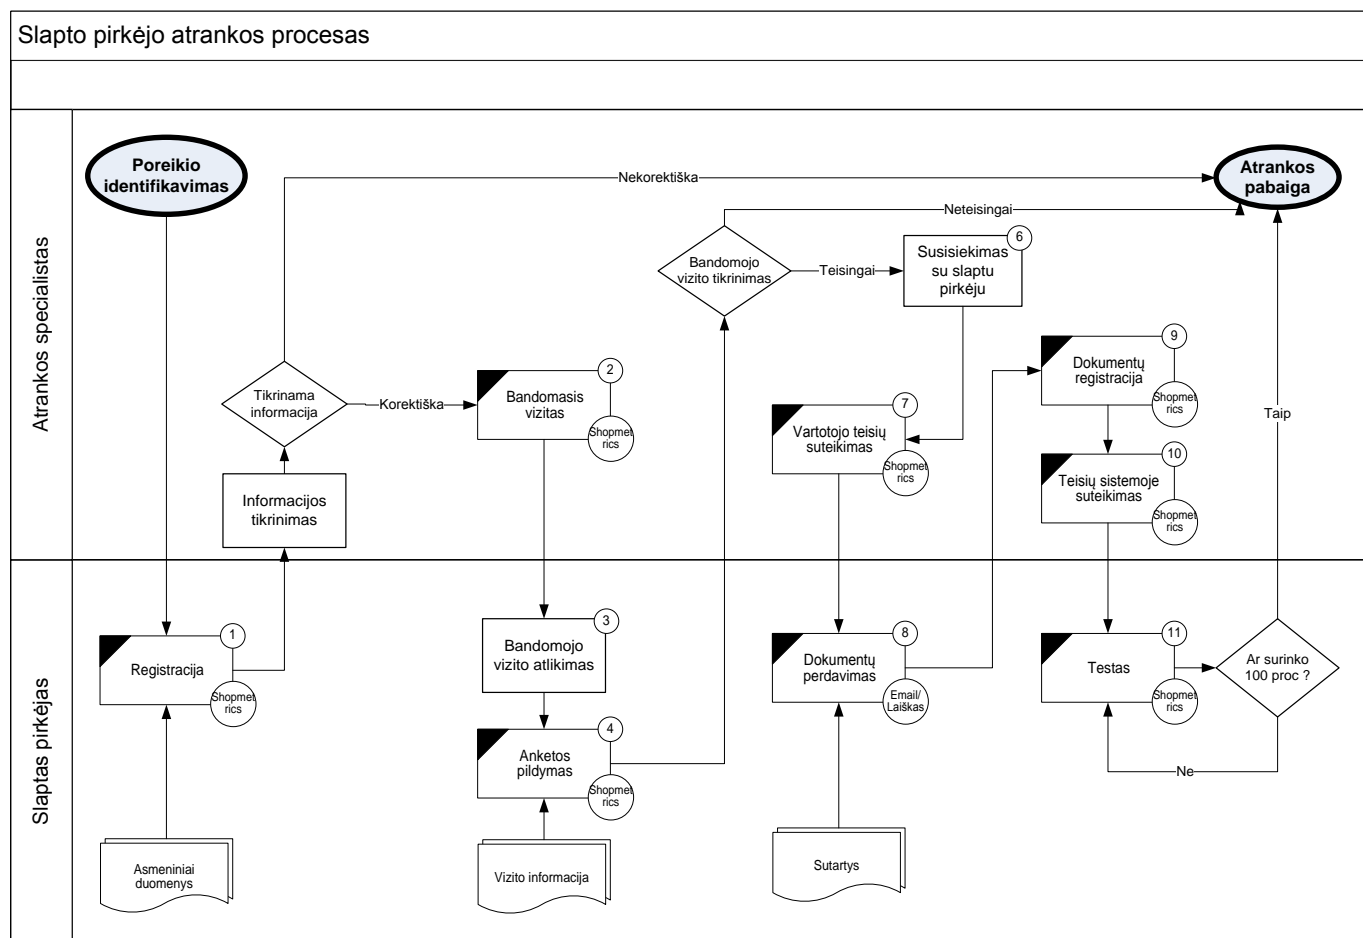 Slapto pirkėjo atrankos procesas
Atrankos specialistas
Slaptas pirkėjas
Poreikio
identifikavimas
Nekorektiška
Atrankos
pabaiga
Neteisingai
Bandomojo
vizito tikrinimas
Teisingai
6
Susisiekimas
su slaptu
pirkėju
Tikrinama
informacija
Korektiška
2
Bandomasis
vizitas
Shopmet
rics
7
Vartotojo teisių
suteikimas
Shopmet
rics
9
Dokumentų
registracija
Shopmet
rics
Taip
10
Teisių sistemoje
suteikimas
Shopmet
rics
Informacijos
tikrinimas
1
Registracija
Shopmet
rics
3
Bandomojo
vizito atlikimas
4
Anketos
pildymas
Shopmet
rics
8
Dokumentų
perdavimas
Email/
Laiškas
11
Testas
Shopmet
rics
Ar surinko
100 proc ?
Ne
Asmeniniai
duomenys
Vizito informacija
Sutartys